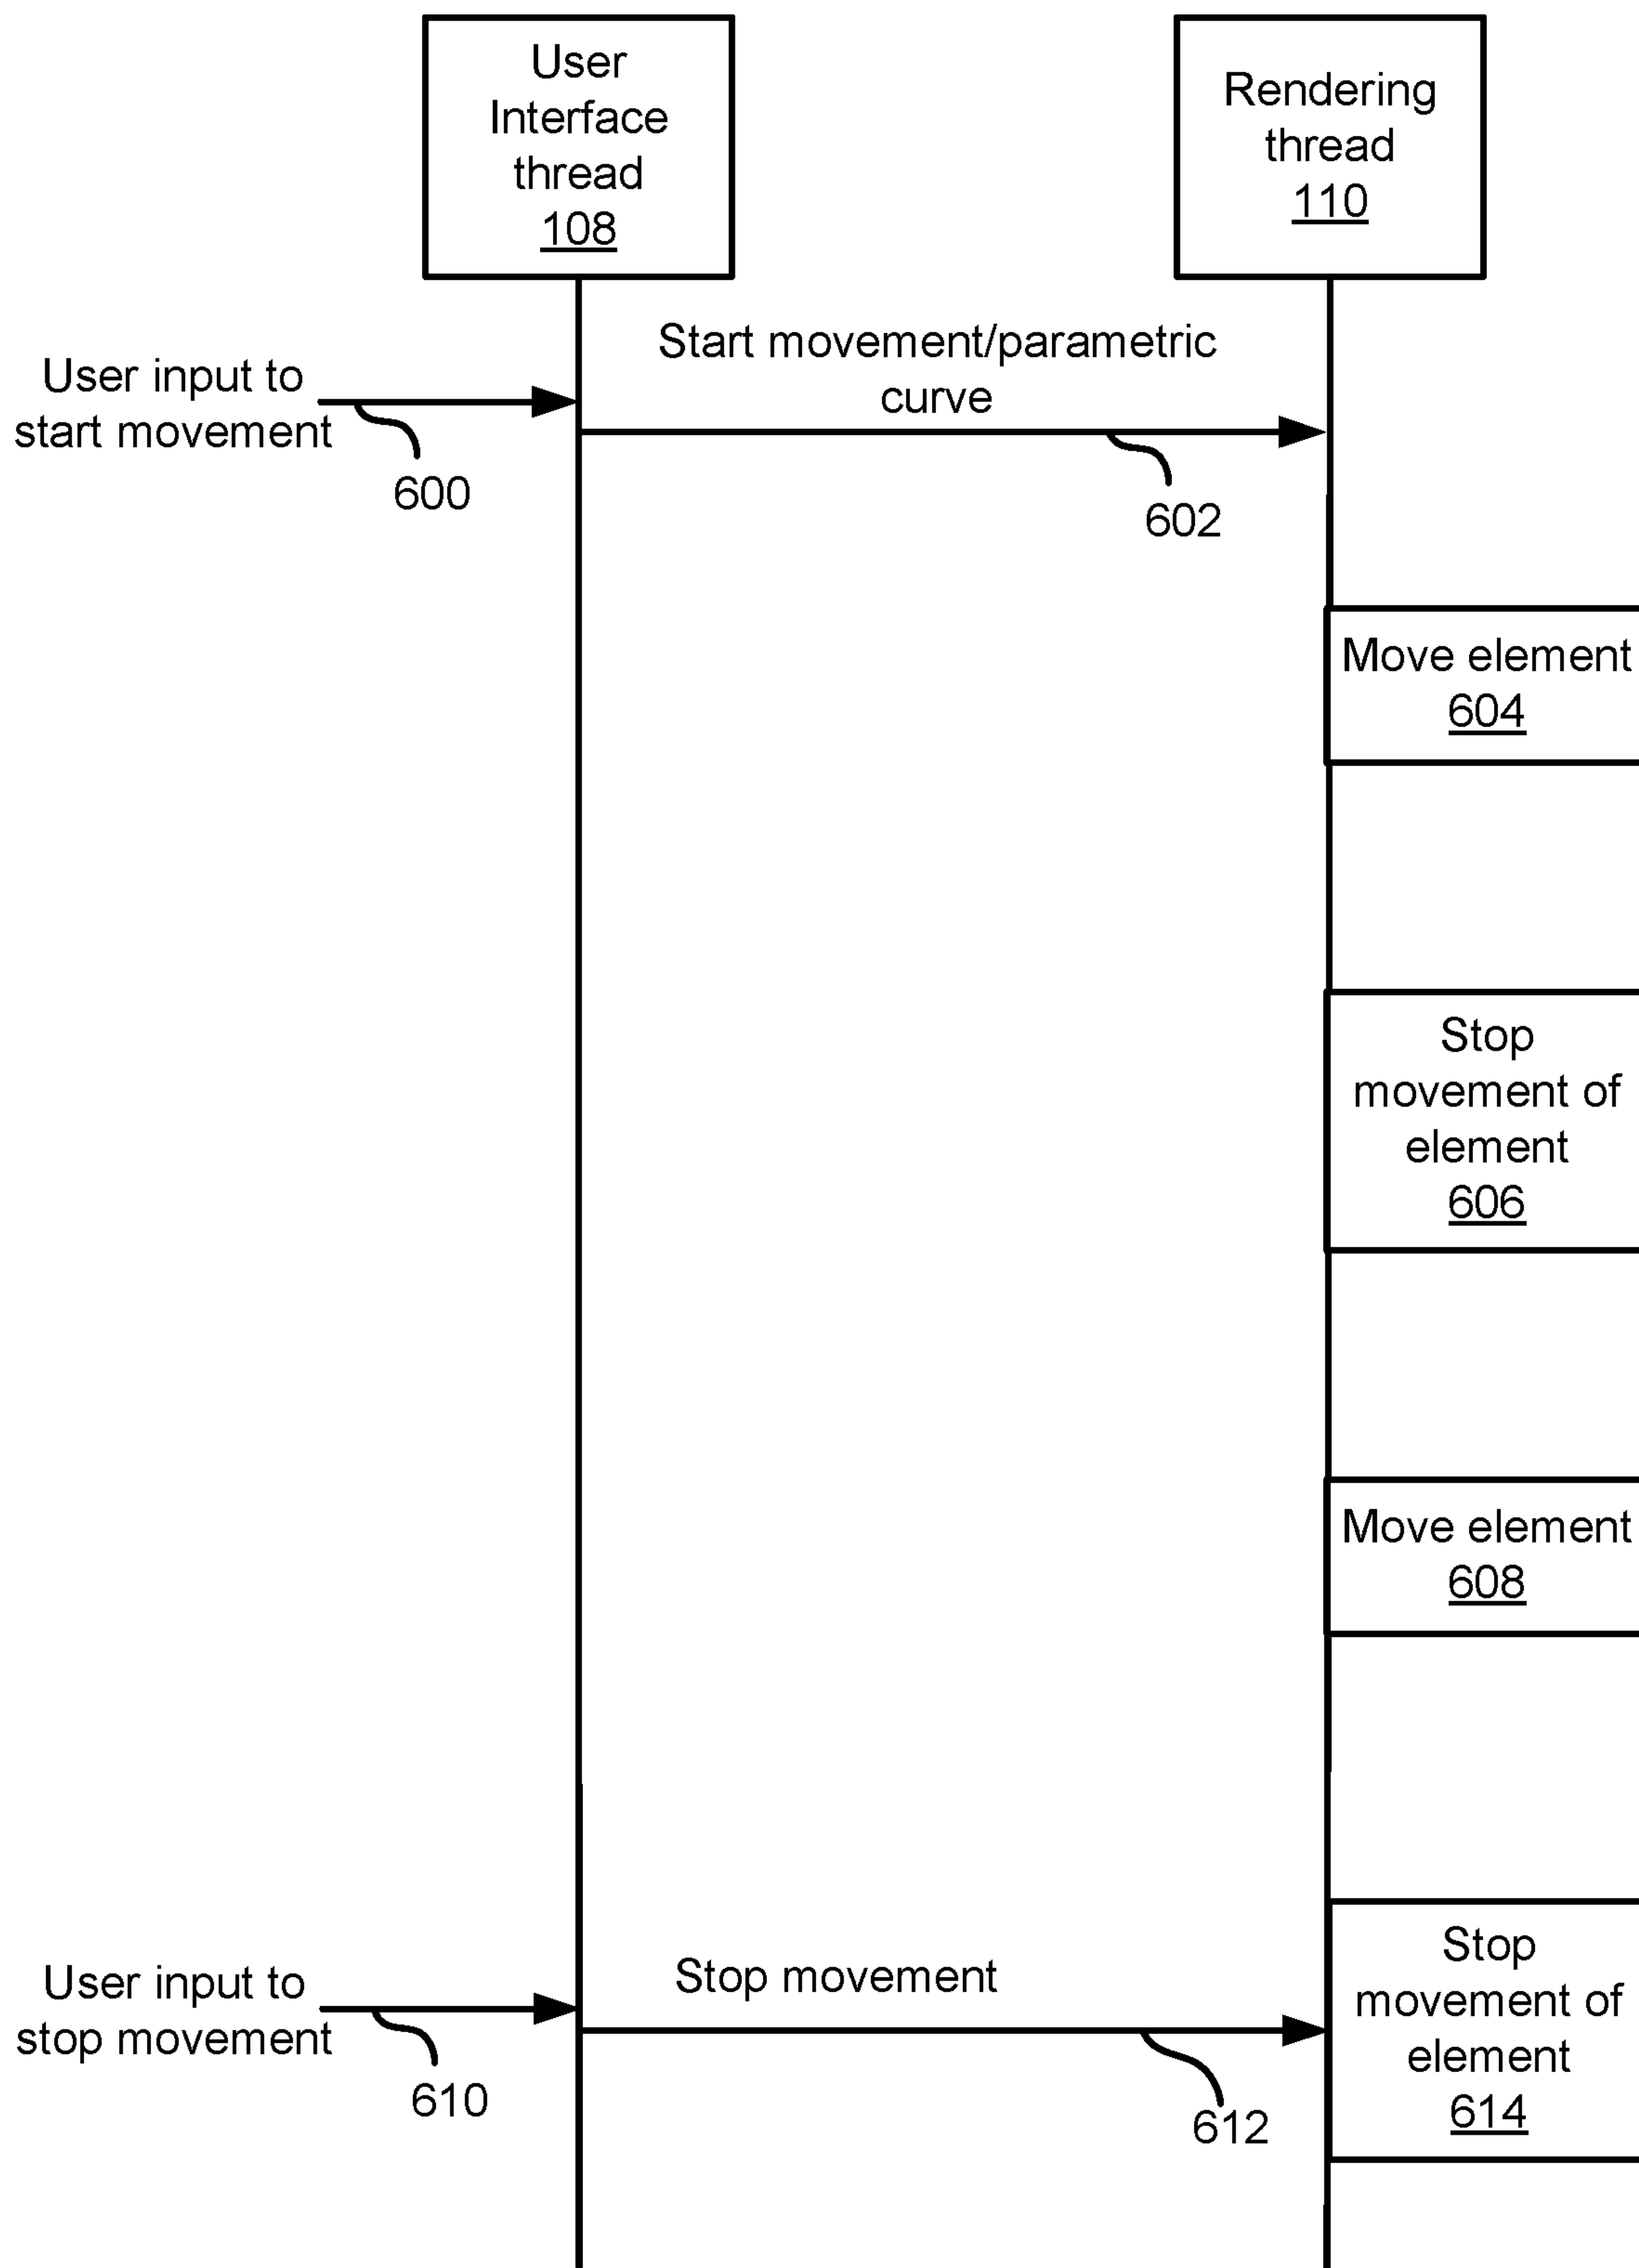 User
Interface
thread
108
Rendering
thread
110
Start movement/parametric
curve
User input to
start movement
600
602
Move element
604
Stop
movement of
element
606
Move element
608
Stop
movement of
element
614
User input to
stop movement
Stop movement
610
612